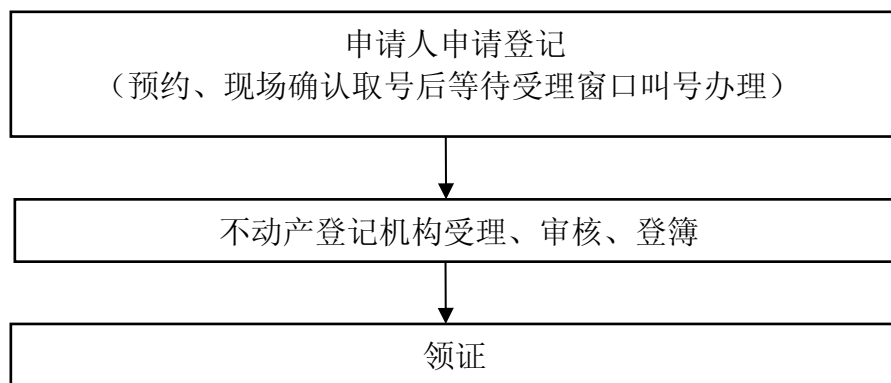 申请人申请登记
（预约、现场确认取号后等待受理窗口叫号办理）
不动产登记机构受理、审核、登簿
领证